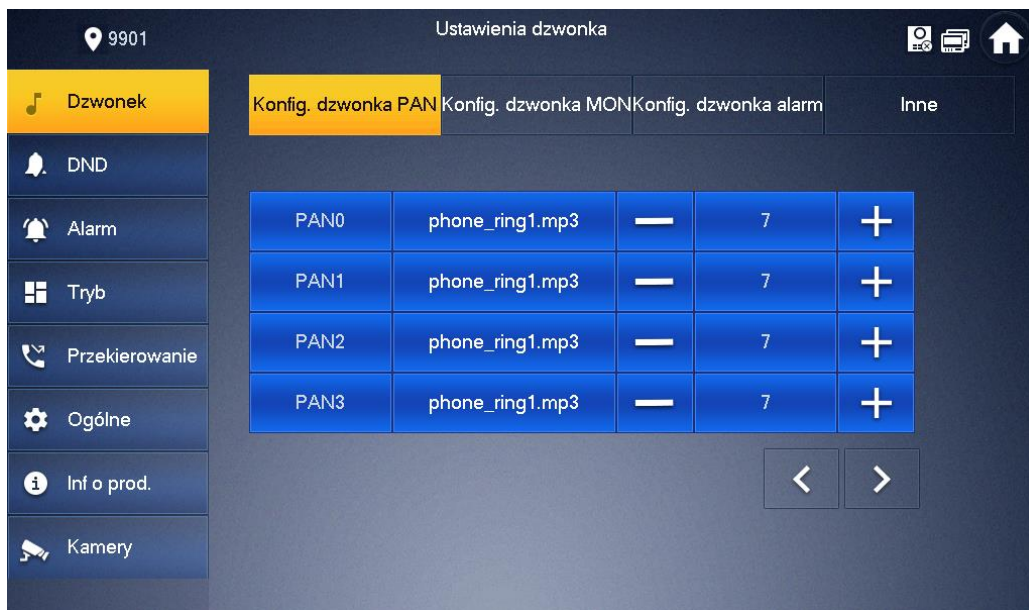 9901
Ustawienia dzwonka
Dzwonek
DND
Alarm
Tryb
Przekierowanie
Ogólne
Inf o prod.
Kamery
Konfig. dzwonka PAN
Konfig. dzwonka MON
Konfig. dzwonka alarm
Inne
PAN0 phone_ring1.mp3 7
PAN1 phone_ring1.mp3 7
PAN2 phone_ring1.mp3 7
PAN3 phone_ring1.mp3 7